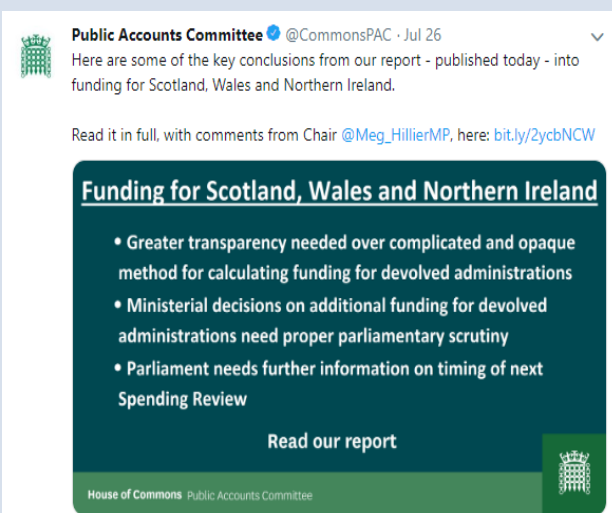 Public Accounts Committee @CommonsPAC · Jul 26
Here are some of the key conclusions from our report - published today - into
funding for Scotland, Wales and Northern Ireland.
Read it in full, with comments from Chair @Meg_HillierMP, here: bit.ly/2ycbNCW
Funding for Scotland, Wales and Northern Ireland
• Greater transparency needed over complicated and opaque
method for calculating funding for devolved administrations
• Ministerial decisions on additional funding for devolved
administrations need proper parliamentary scrutiny
• Parliament needs further information on timing of next
Spending Review
Read our report
House of Commons Public Accounts Committee